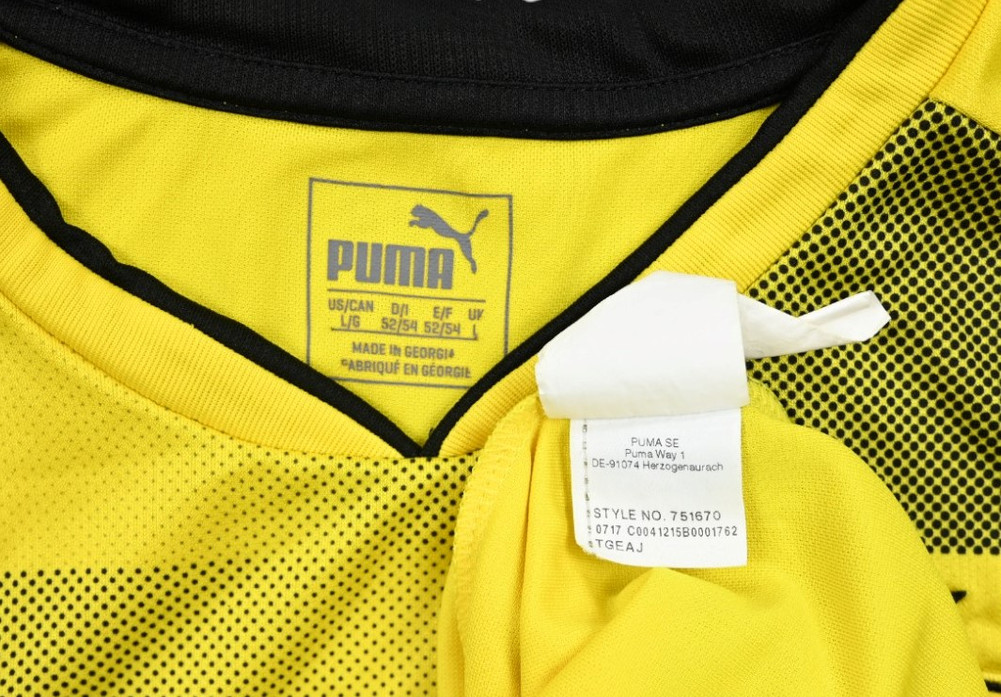 PUMA
US/CAN D/I E/F UK
L/G 52/54 52/54 L
MADE IN GEORGIA
FABRIQUÉ EN GÉORGIE
PUMA SE
Puma Way 1
DE-91074 Herzogenaurach
STYLE NO. 751670
0717 C0041215B0001762
TGEAJ